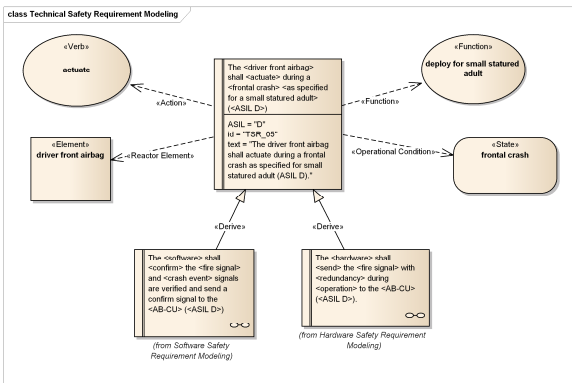 class Technical Safety Requirement Modeling
«Verb»
actuate
«Action»
«Element»
driver front airbag
«Reactor Element»
The <driver front airbag>
shall <actuate> during a
<frontal crash> <as specified
for a small statured adult>
(<ASIL D>)
ASIL = "D"
id = "TSR_05"
text = "The driver front airbag
shall actuate during a frontal
crash as specified for small
statured adult (ASIL D)."
«Function»
deploy for small statured
adult
«Function»
«State»
frontal crash
«Operational Condition»
«Derive»
«Derive»
The <software> shall
<confirm> the <fire signal>
and <crash event> signals
are verified and send a
confirm signal to the
<AB-CU> (<ASIL D>)
(from Software Safety
Requirement Modeling)
The <hardware> shall
<send> the <fire signal> with
<redundancy> during
<operation> to the <AB-CU>
(<ASIL D>).
(from Hardware Safety Requirement
Modeling)